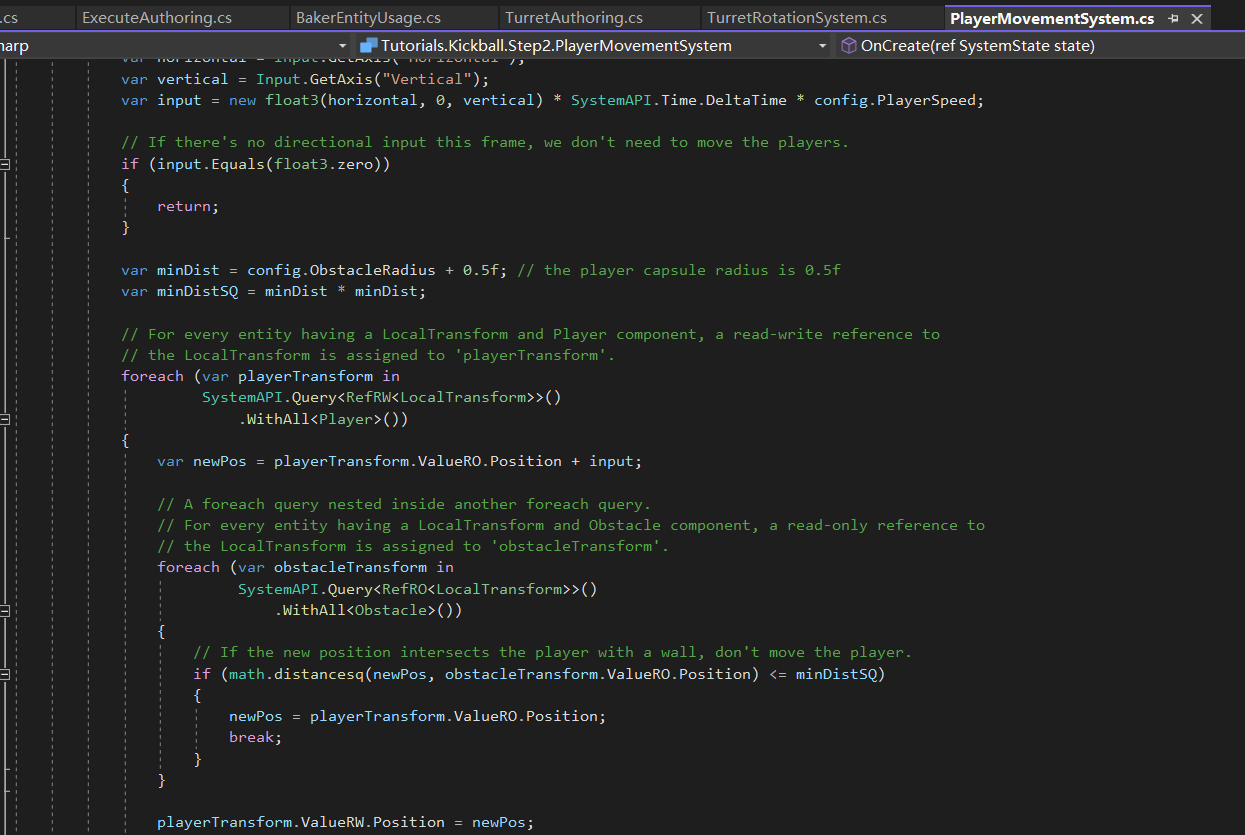 .cs ExecuteAuthoring.cs BakerEntityUsage.cs TurretAuthoring.cs TurretRotationSystem.cs PlayerMovementSystem.cs
harp Tutorials.Kickball.Step2.PlayerMovementSystem OnCreate(ref SystemState state)
var horizontal = Input.GetAxis("Horizontal");
var vertical = Input.GetAxis("Vertical");
var input = new float3(horizontal, 0, vertical) * SystemAPI.Time.DeltaTime * config.PlayerSpeed;
// If there's no directional input this frame, we don't need to move the players.
if (input.Equals(float3.zero))
{
return;
}
var minDist = config.ObstacleRadius + 0.5f; // the player capsule radius is 0.5f
var minDistSQ = minDist * minDist;
// For every entity having a LocalTransform and Player component, a read-write reference to
// the LocalTransform is assigned to 'playerTransform'.
foreach (var playerTransform in
SystemAPI.Query<RefRW<LocalTransform>>()
.WithAll<Player>())
{
var newPos = playerTransform.ValueRO.Position + input;
// A foreach query nested inside another foreach query.
// For every entity having a LocalTransform and Obstacle component, a read-only reference to
// the LocalTransform is assigned to 'obstacleTransform'.
foreach (var obstacleTransform in
SystemAPI.Query<RefRO<LocalTransform>>()
.WithAll<Obstacle>())
{
// If the new position intersects the player with a wall, don't move the player.
if (math.distancesq(newPos, obstacleTransform.ValueRO.Position) <= minDistSQ)
{
newPos = playerTransform.ValueRO.Position;
break;
}
}
playerTransform.ValueRW.Position = newPos;